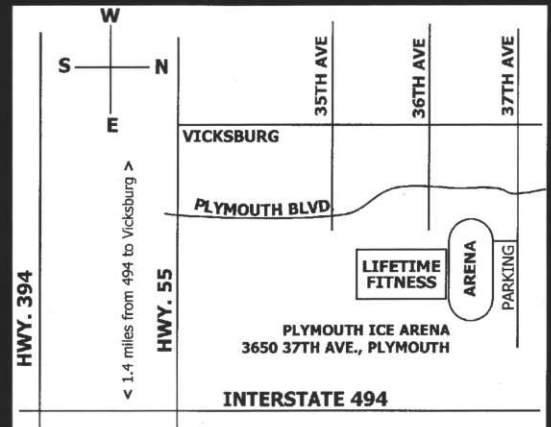 W
S
N
E
35TH AVE
36TH AVE
37TH AVE
VICKSBURG
PLYMOUTH BLVD
< 1.4 miles from 494 to Vicksburg >
HWY. 394
HWY. 55
LIFETIME
FITNESS
ARENA
PARKING
PLYMOUTH ICE ARENA
3650 37TH AVE., PLYMOUTH
INTERSTATE 494